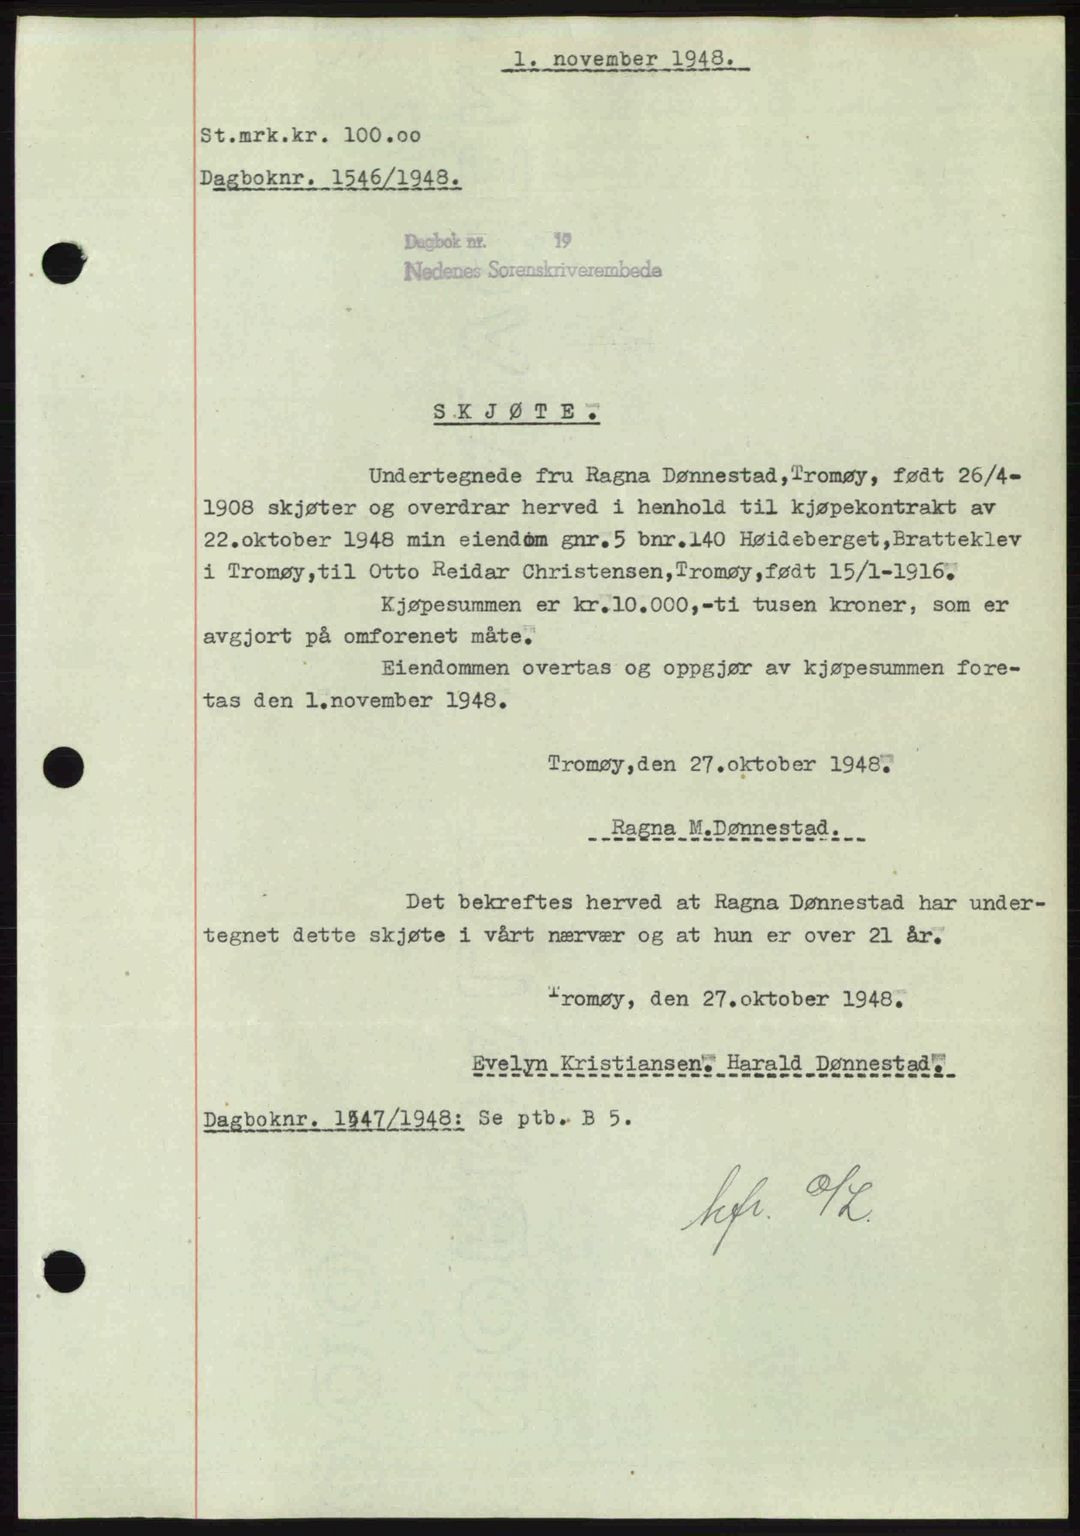 1. november 1948.
St.mrk.kr. 100.oo
Dagboknr. 1546/1948.
Dagbok nr. 19
Nedenes Sorenskriverembede
S K J Ø T E.
Undertegnede fru Ragna Dønnestad,Tromøy, født 26/4-
1908 skjøter og overdrar herved i henhold til kjøpekontrakt av
22.oktober 1948 min eiendom gnr.5 bnr.140 Høideberget,Bratteklev
i Tromøy,til Otto Reidar Christensen,Tromøy,født 15/1-1916.
Kjøpesummen er kr.10.000,-ti tusen kroner, som er
avgjort på omforenet måte.
Eiendommen overtas og oppgjør av kjøpesummen fore-
tas den 1.november 1948.
Tromøy,den 27.oktober 1948.
Ragna M.Dønnestad.
Det bekreftes herved at Ragna Dønnestad har under-
tegnet dette skjøte i vårt nærvær og at hun er over 21 år.
Tromøy, den 27.oktober 1948.
Evelyn Kristiansen. Harald Dønnestad.
Dagboknr. 1547/1948: Se ptb. B 5.